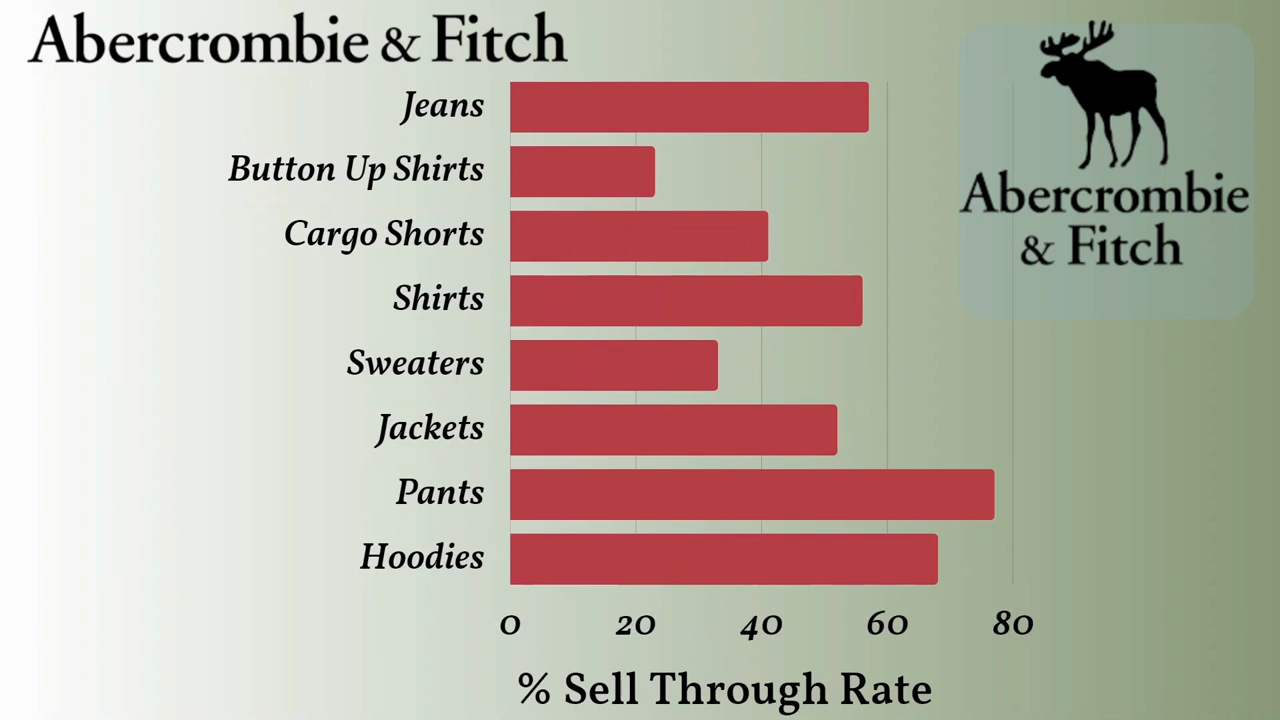 Abercrombie & Fitch
Jeans
Button Up Shirts
Cargo Shorts
Shirts
Sweaters
Jackets
Pants
Hoodies
0 20 40 60 80
% Sell Through Rate
Abercrombie
& Fitch